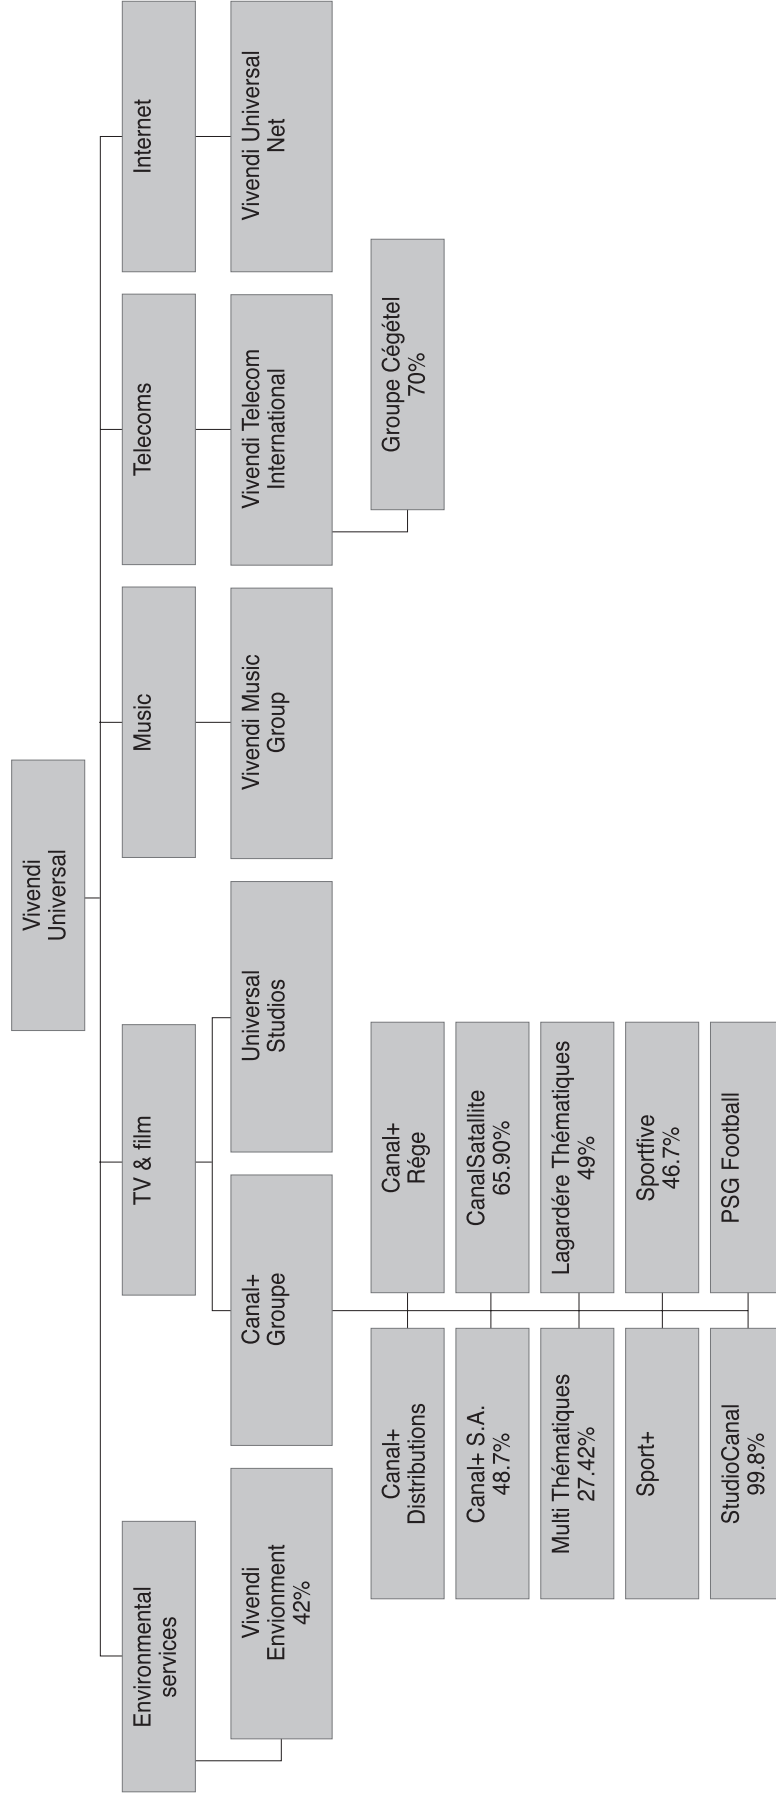 Vivendi
Universal
Environmental
services
TV & film
Music
Telecoms
Internet
Vivendi
Envionment
42%
Canal+
Groupe
Universal
Studios
Vivendi Music
Group
Vivendi Telecom
International
Vivendi Universal
Net
Canal+
Distributions
Canal+
Rége
Groupe Cégétel
70%
Canal+ S.A.
48.7%
CanalSatallite
65.90%
Multi Thématiques
27.42%
Lagardére Thématiques
49%
Sport+
Sportfive
46.7%
StudioCanal
99.8%
PSG Football